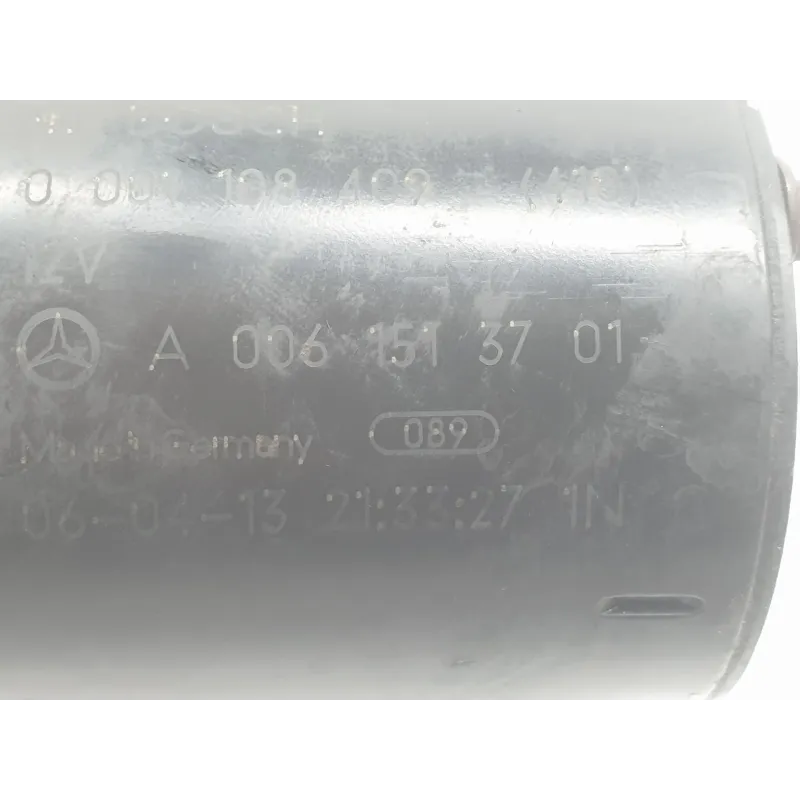 BOSCH
0 001 108 409 (410)
12V
A 006 151 37 01
Made in Germany 089
06-04-13 21:33:27 1N